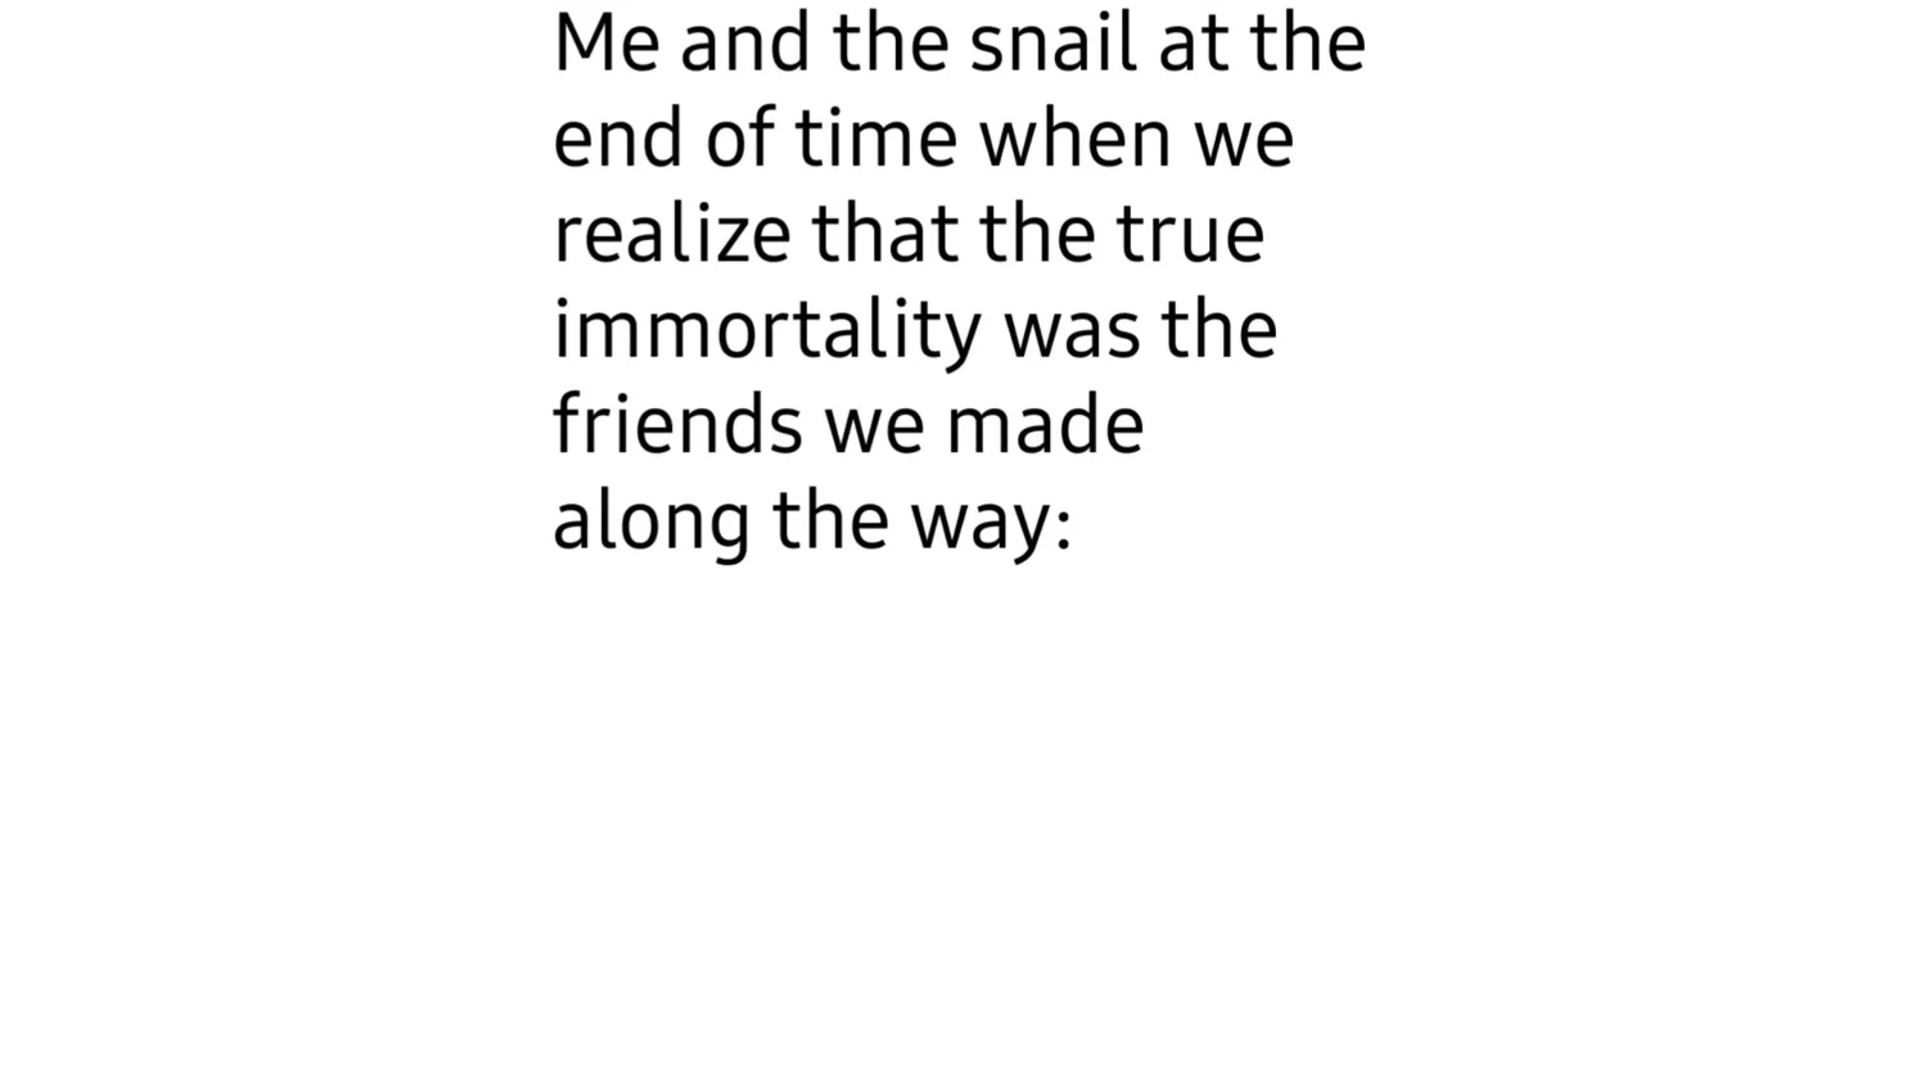 Me and the snail at the
end of time when we
realize that the true
immortality was the
friends we made
along the way: